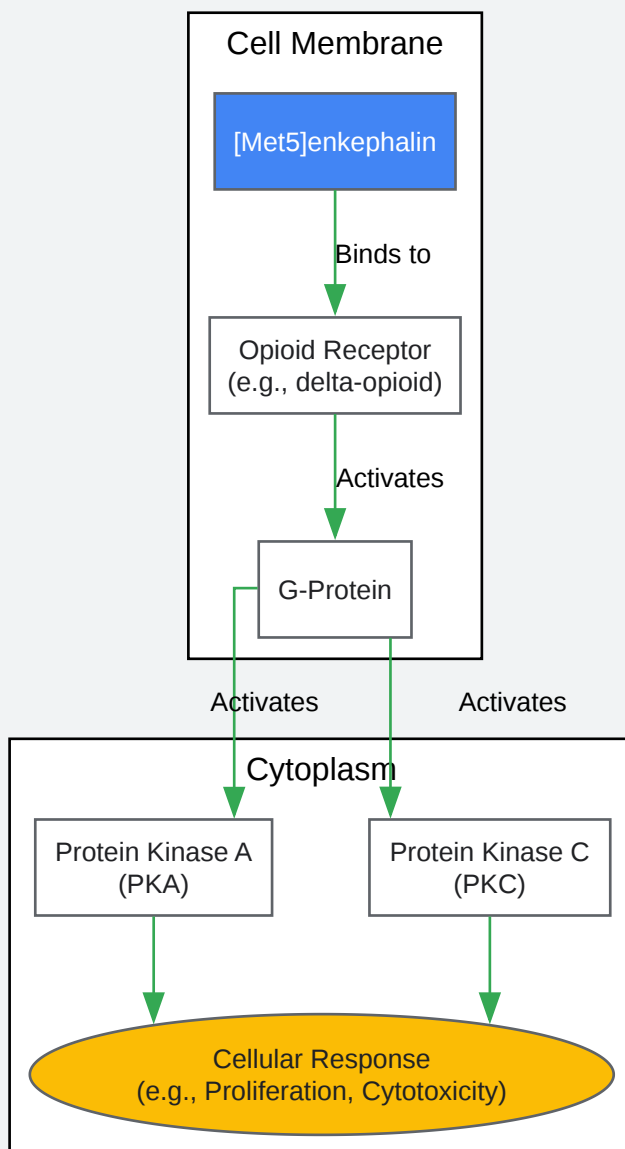 Cell Membrane
[Met5]enkephalin
Binds to
Opioid Receptor
(e.g., delta-opioid)
Activates
G-Protein
Activates
Activates
Cytoplasm
Protein Kinase A
(PKA)
Protein Kinase C
(PKC)
Cellular Response
(e.g., Proliferation, Cytotoxicity)